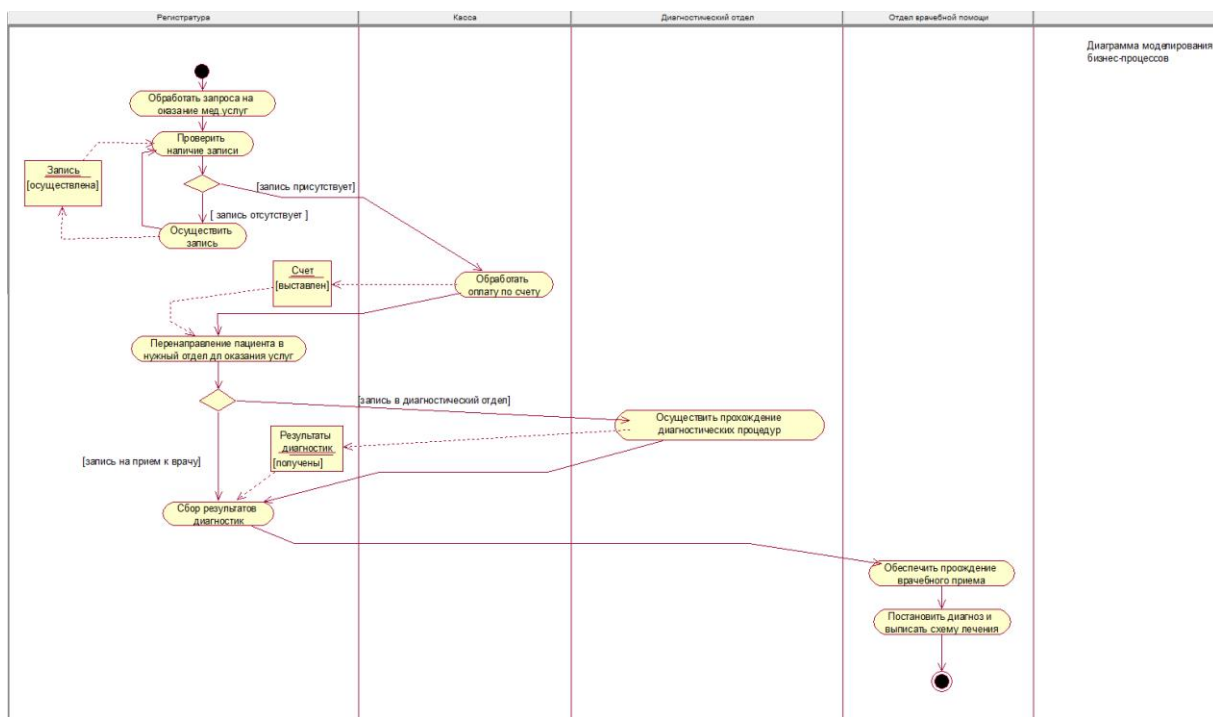 Регистратура
Касса
Диагностический отдел
Отдел врачебной помощи
Диаграмма моделирования
бизнес-процессов
Обработать запроса на
оказание мед.услуг
Проверить
наличие записи
Запись
[осуществлена]
[запись присутствует]
[ запись отсутствует ]
Осуществить
запись
Счет
[выставлен]
Обработать
оплату по счету
Перенаправление пациента в
нужный отдел дл оказания услуг
[запись в диагностический отдел]
Осуществить прохождение
диагностических процедур
Результаты
диагностик
[получены]
[запись на прием к врачу]
Сбор результатов
диагностик
Обеспечить проождение
врачебного приема
Постановить диагноз и
выписать схему лечения